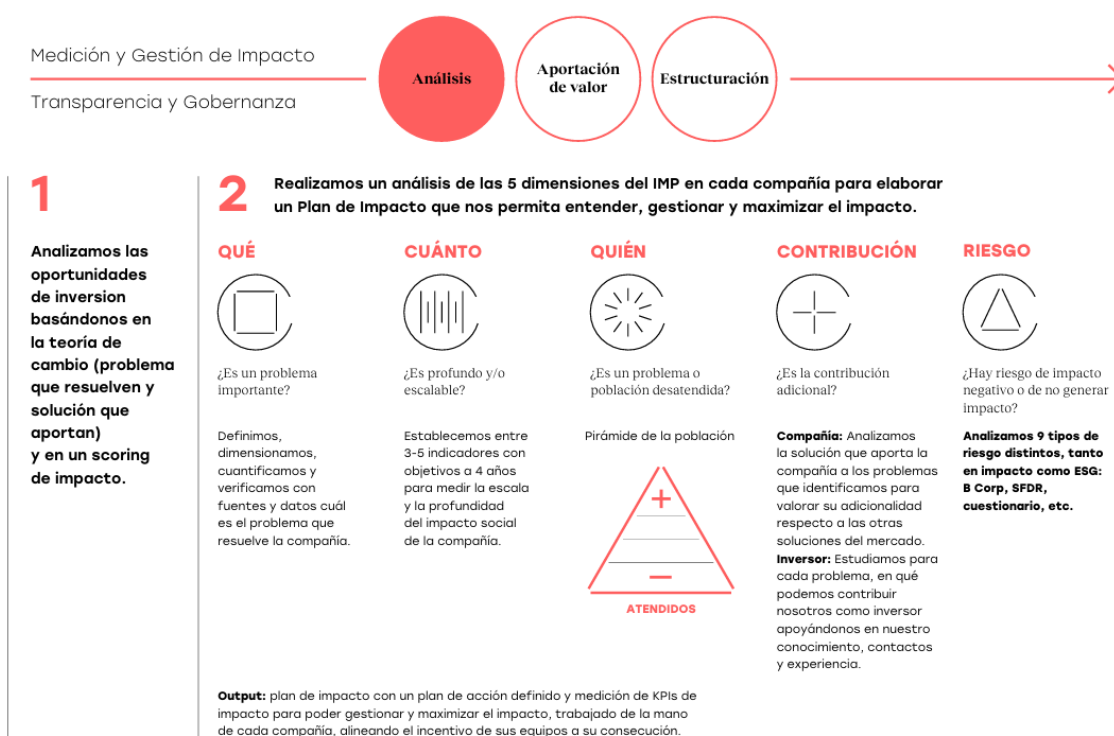 Medición y Gestión de Impacto
Transparencia y Gobernanza
Análisis
Aportación
de valor
Estructuración
1
Analizamos las
oportunidades
de inversion
basándonos en
la teoría de
cambio (problema
que resuelven y
solución que
aportan)
y en un scoring
de impacto.
2
Realizamos un análisis de las 5 dimensiones del IMP en cada compañía para elaborar
un Plan de Impacto que nos permita entender, gestionar y maximizar el impacto.
QUÉ
¿Es un problema
importante?
Definimos,
dimensionamos,
cuantificamos y
verificamos con
fuentes y datos cuál
es el problema que
resuelve la compañía.
CUÁNTO
¿Es profundo y/o
escalable?
Establecemos entre
3-5 indicadores con
objetivos a 4 años
para medir la escala
y la profundidad
del impacto social
de la compañía.
QUIÉN
¿Es un problema o
población desatendida?
Pirámide de la población
+
−
ATENDIDOS
CONTRIBUCIÓN
¿Es la contribución
adicional?
Compañía: Analizamos
la solución que aporta la
compañía a los problemas
que identificamos para
valorar su adicionalidad
respecto a las otras
soluciones del mercado.
Inversor: Estudiamos para
cada problema, en qué
podemos contribuir
nosotros como inversor
apoyándonos en nuestro
conocimiento, contactos
y experiencia.
RIESGO
¿Hay riesgo de impacto
negativo o de no generar
impacto?
Analizamos 9 tipos de
riesgo distintos, tanto
en impacto como ESG:
B Corp, SFDR,
cuestionario, etc.
Output: plan de impacto con un plan de acción definido y medición de KPIs de
impacto para poder gestionar y maximizar el impacto, trabajado de la mano
de cada compañía, alineando el incentivo de sus equipos a su consecución.